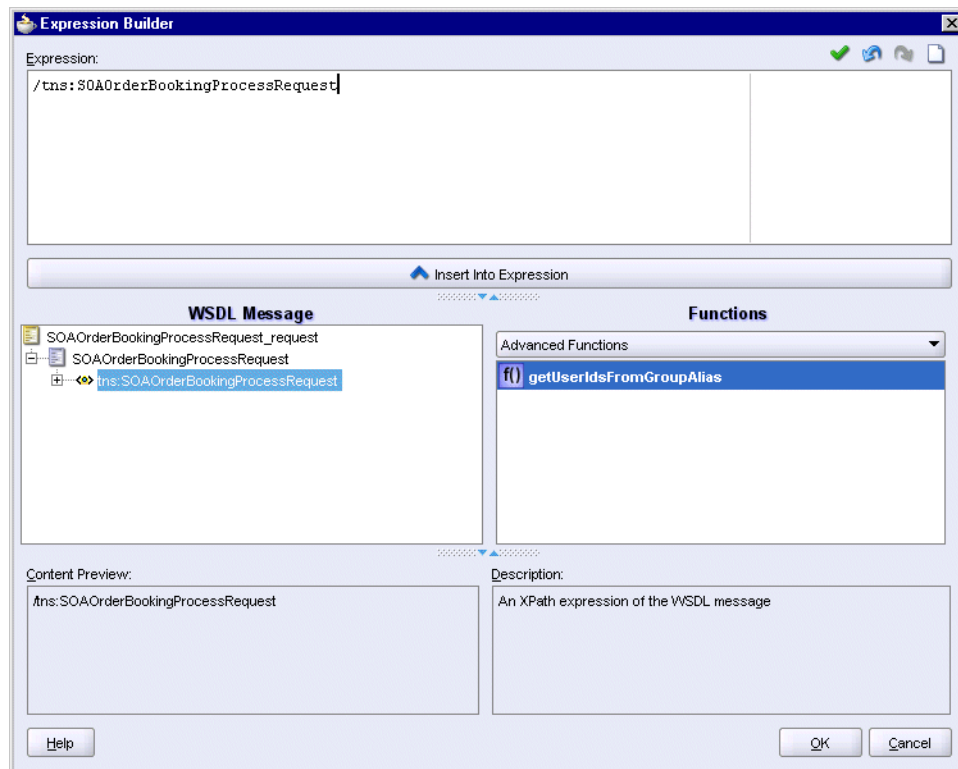 Expression Builder
Expression:
/tns:SOAOrderBookingProcessRequest
Insert Into Expression
WSDL Message
Functions
SOAOrderBookingProcessRequest_request
SOAOrderBookingProcessRequest
tns:SOAOrderBookingProcessRequest
Advanced Functions
f() getUserIdsFromGroupAlias
Content Preview:
/tns:SOAOrderBookingProcessRequest
Description:
An XPath expression of the WSDL message
Help
OK
Cancel